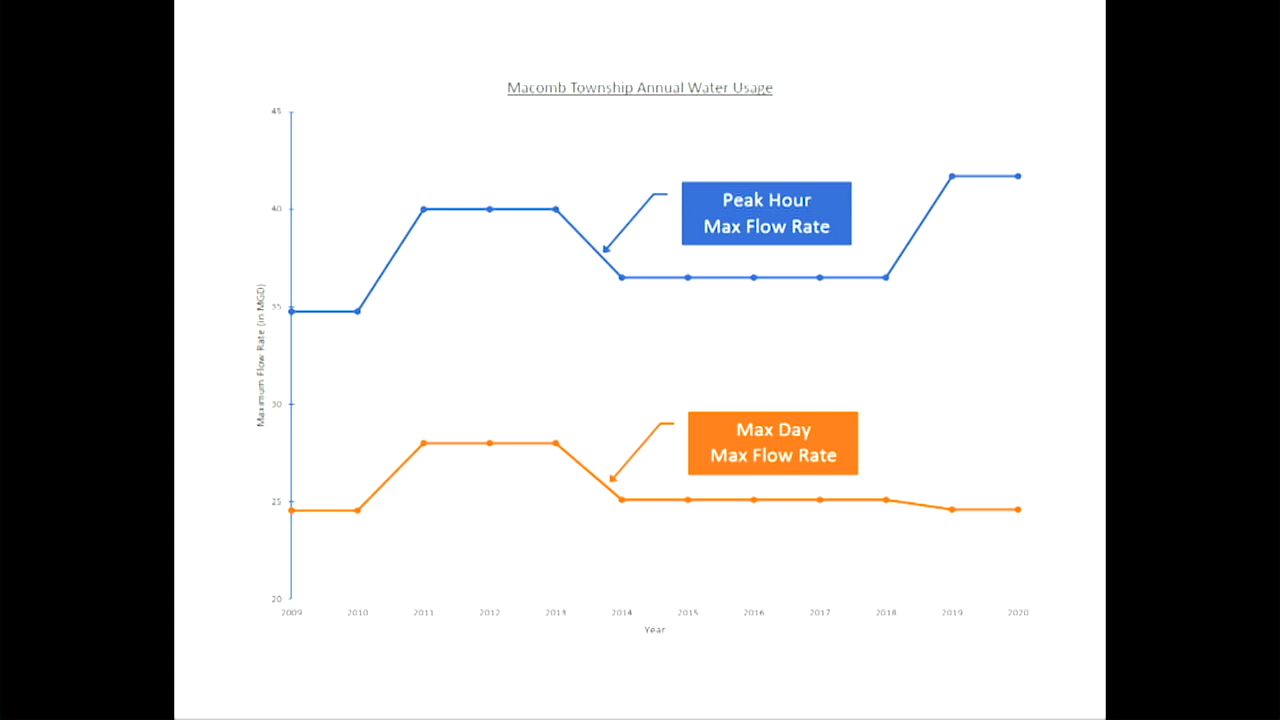 Macomb Township Annual Water Usage
45
40
35
30
25
20
Maximum Flow Rate (in MGD)
Peak Hour
Max Flow Rate
Max Day
Max Flow Rate
2009 2010 2011 2012 2013 2014 2015 2016 2017 2018 2019 2020
Year